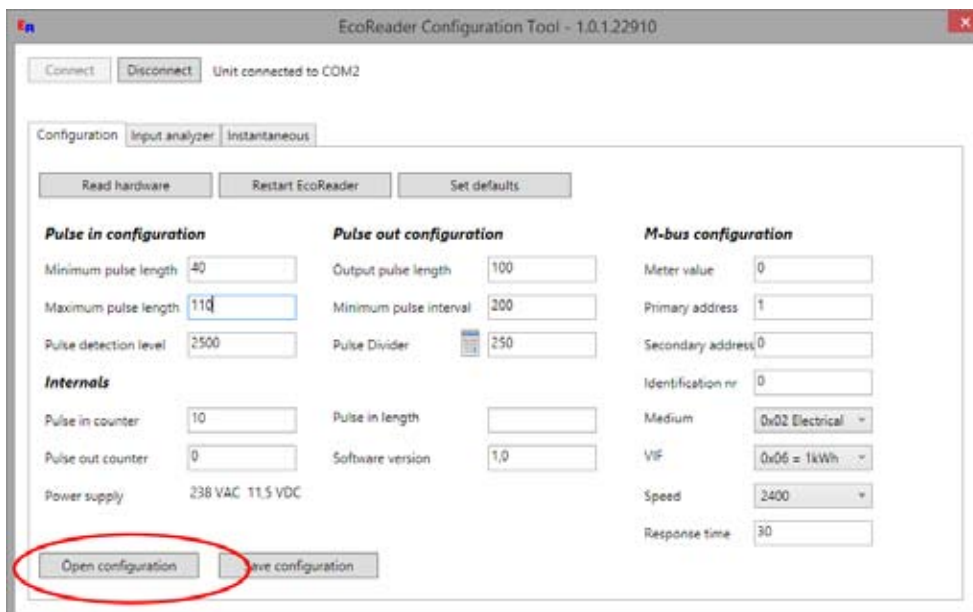 ER EcoReader Configuration Tool - 1.0.1.22910 x
Connect Disconnect Unit connected to COM2
Configuration Input analyzer Instantaneous
Read hardware Restart EcoReader Set defaults
Pulse in configuration Pulse out configuration M-bus configuration
Minimum pulse length 40 Output pulse length 100 Meter value 0
Maximum pulse length 110 Minimum pulse interval 200 Primary address 1
Pulse detection level 2500 Pulse Divider 250 Secondary address 0
Internals Identification nr 0
Pulse in counter 10 Pulse in length Medium 0x02 Electrical
Pulse out counter 0 Software version 1,0 VIF 0x06 = 1kWh
Power supply 238 VAC 11,5 VDC Speed 2400
Response time 30
Open configuration Save configuration